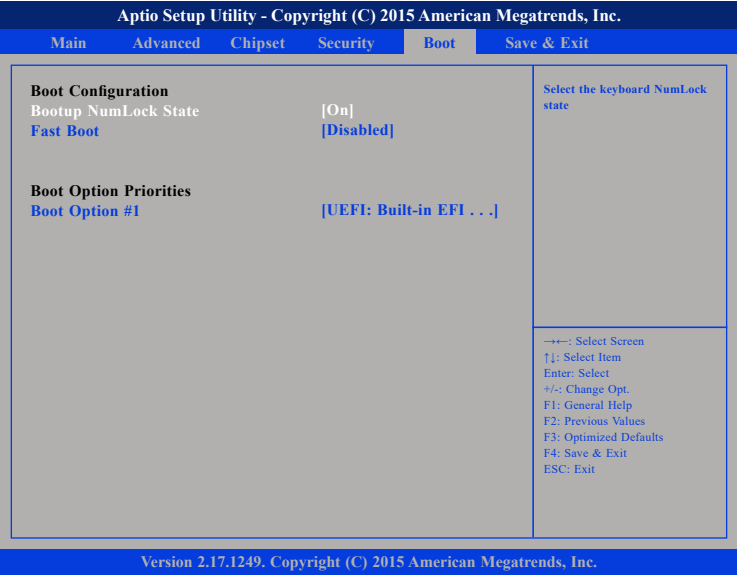 Aptio Setup Utility - Copyright (C) 2015 American Megatrends, Inc.
Main Advanced Chipset Security Boot Save & Exit
Boot Configuration
Bootup NumLock State [On]
Fast Boot [Disabled]
Boot Option Priorities
Boot Option #1 [UEFI: Built-in EFI . . .]
Select the keyboard NumLock
state
→←: Select Screen
↑↓: Select Item
Enter: Select
+/-: Change Opt.
F1: General Help
F2: Previous Values
F3: Optimized Defaults
F4: Save & Exit
ESC: Exit
Version 2.17.1249. Copyright (C) 2015 American Megatrends, Inc.